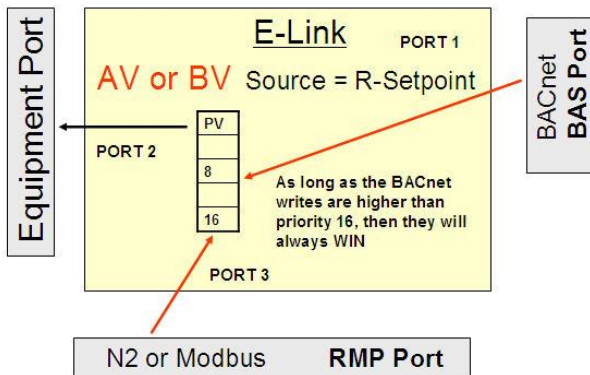 E-Link
PORT 1
AV or BV Source = R-Setpoint
Equipment Port
PORT 2
PV
8
16
As long as the BACnet
writes are higher than
priority 16, then they will
always WIN
BACnet
BAS Port
PORT 3
N2 or Modbus RMP Port